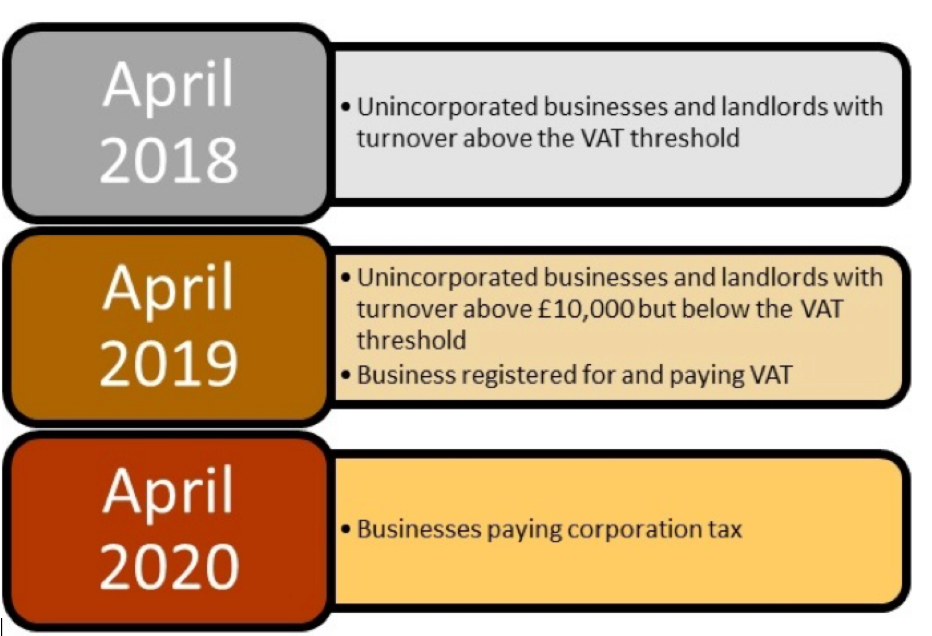 April
2018
• Unincorporated businesses and landlords with
turnover above the VAT threshold
April
2019
• Unincorporated businesses and landlords with
turnover above £10,000 but below the VAT
threshold
• Business registered for and paying VAT
April
2020
• Businesses paying corporation tax